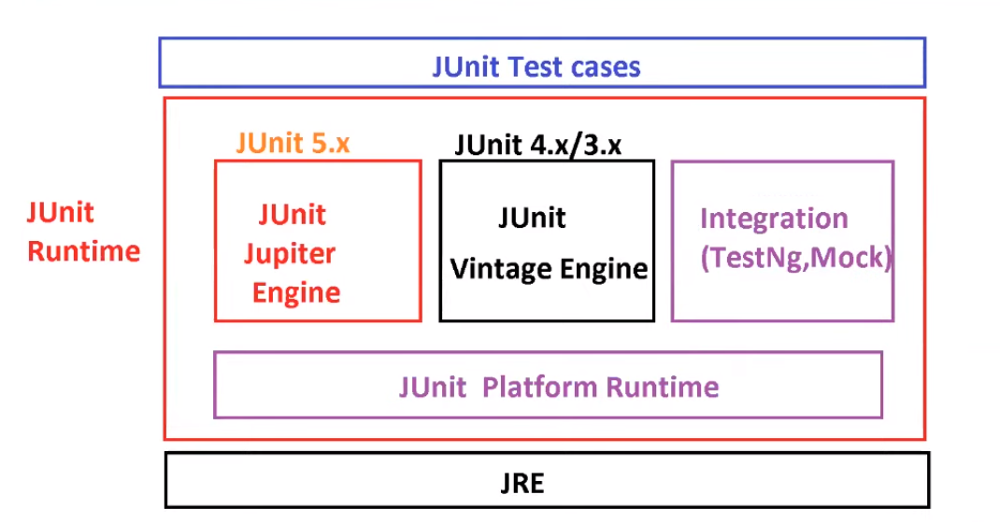 JUnit Test cases
JUnit 5.x
JUnit 4.x/3.x
JUnit
Runtime
JUnit
Jupiter
Engine
JUnit
Vintage Engine
Integration
(TestNg,Mock)
JUnit Platform Runtime
JRE